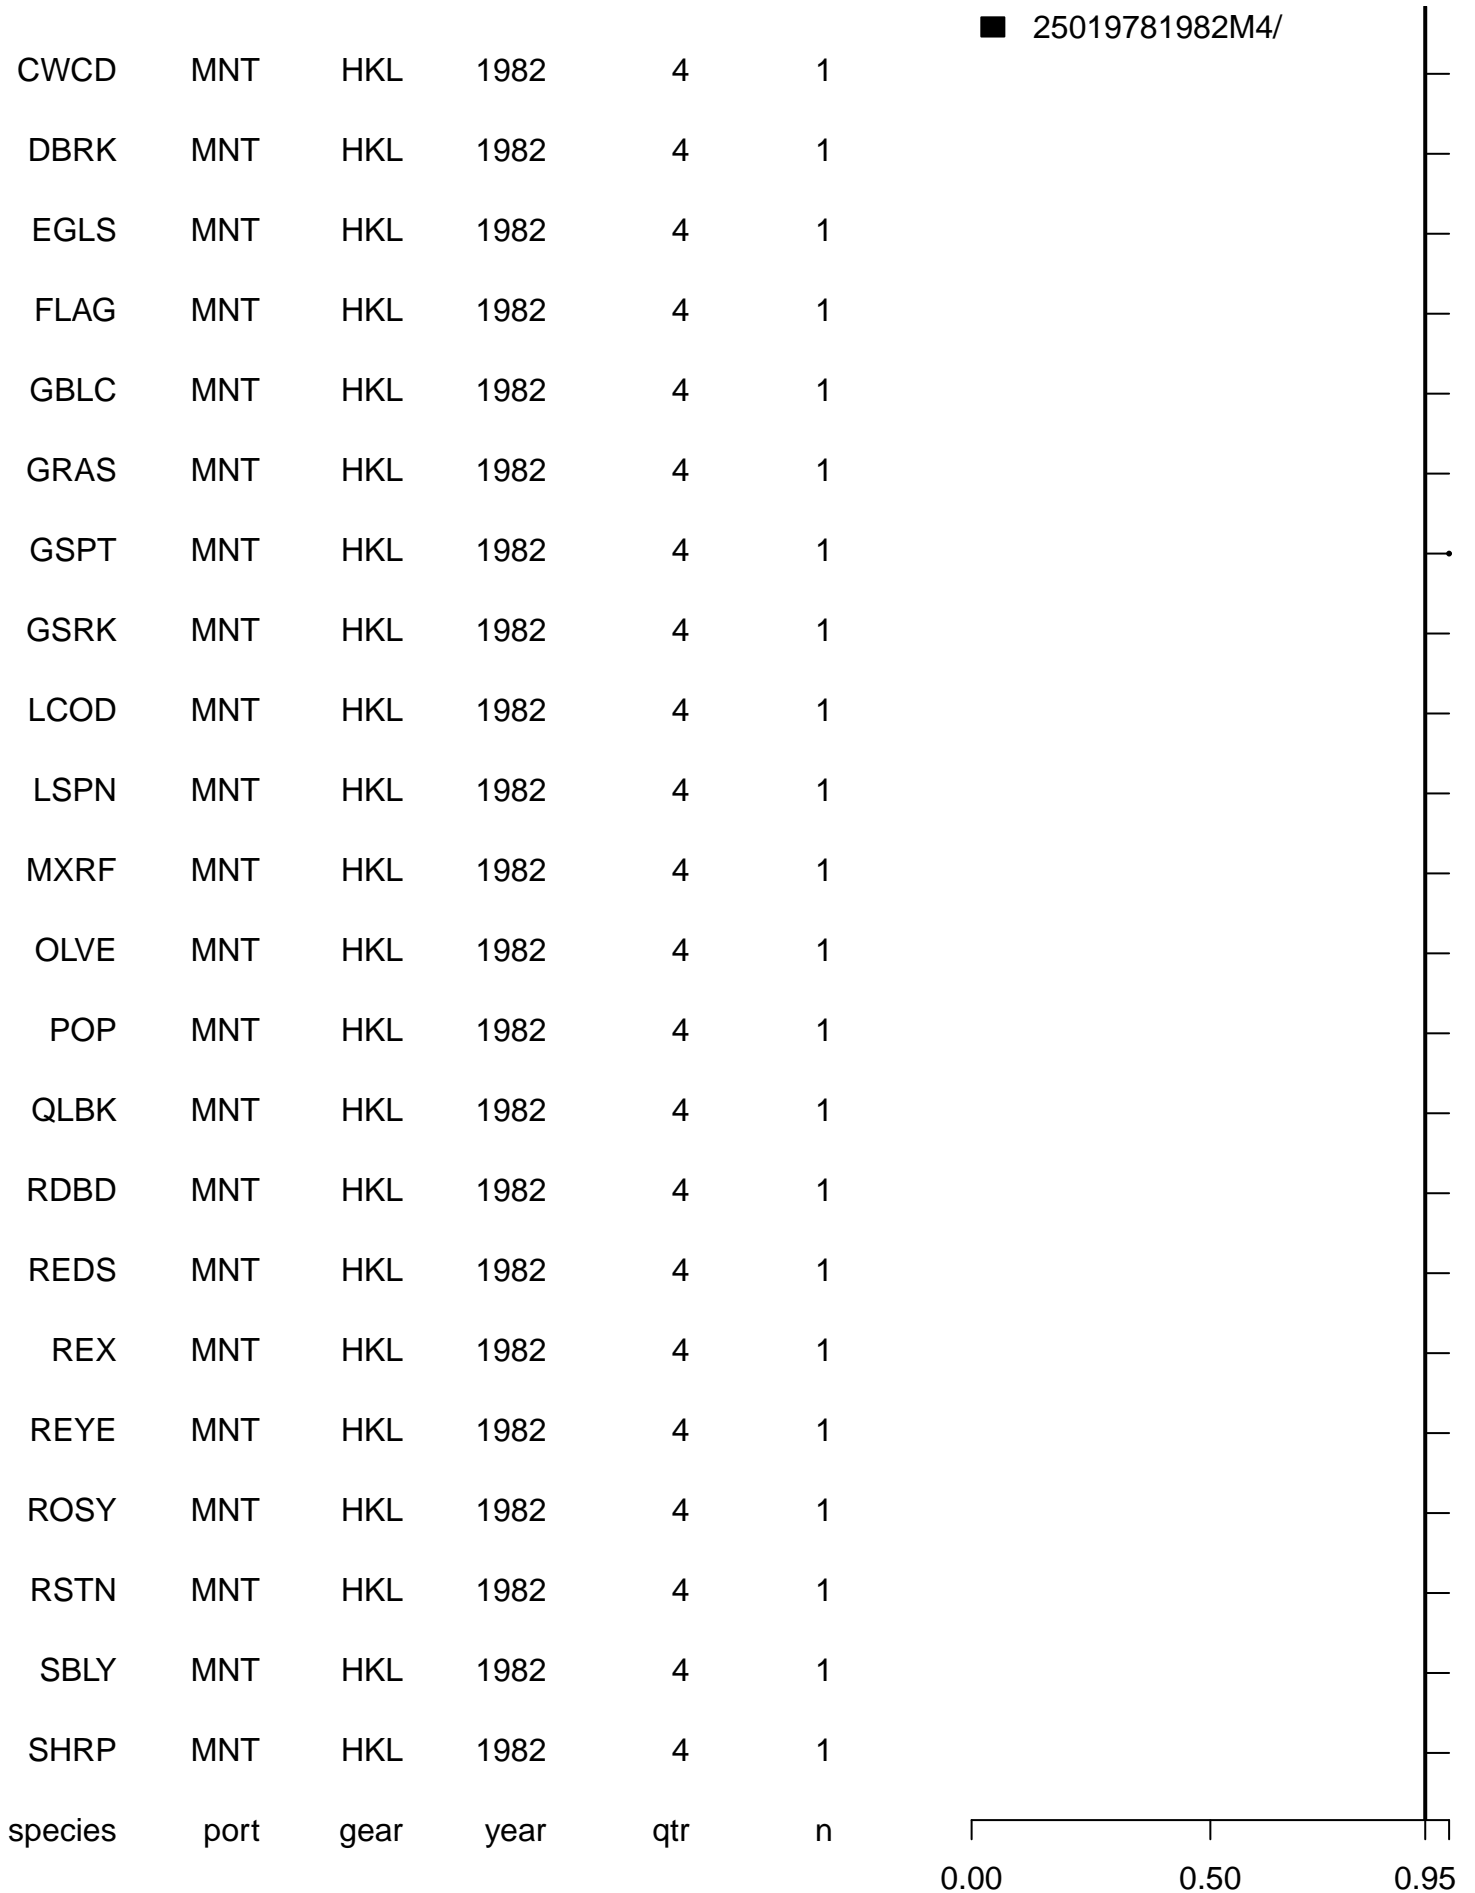 25019781982M4/
CWCD MNT HKL 1982 4 1
DBRK MNT HKL 1982 4 1
EGLS MNT HKL 1982 4 1
FLAG MNT HKL 1982 4 1
GBLC MNT HKL 1982 4 1
GRAS MNT HKL 1982 4 1
GSPT MNT HKL 1982 4 1
GSRK MNT HKL 1982 4 1
LCOD MNT HKL 1982 4 1
LSPN MNT HKL 1982 4 1
MXRF MNT HKL 1982 4 1
OLVE MNT HKL 1982 4 1
POP MNT HKL 1982 4 1
QLBK MNT HKL 1982 4 1
RDBD MNT HKL 1982 4 1
REDS MNT HKL 1982 4 1
REX MNT HKL 1982 4 1
REYE MNT HKL 1982 4 1
ROSY MNT HKL 1982 4 1
RSTN MNT HKL 1982 4 1
SBLY MNT HKL 1982 4 1
SHRP MNT HKL 1982 4 1
species port gear year qtr n
0.00 0.50 0.95